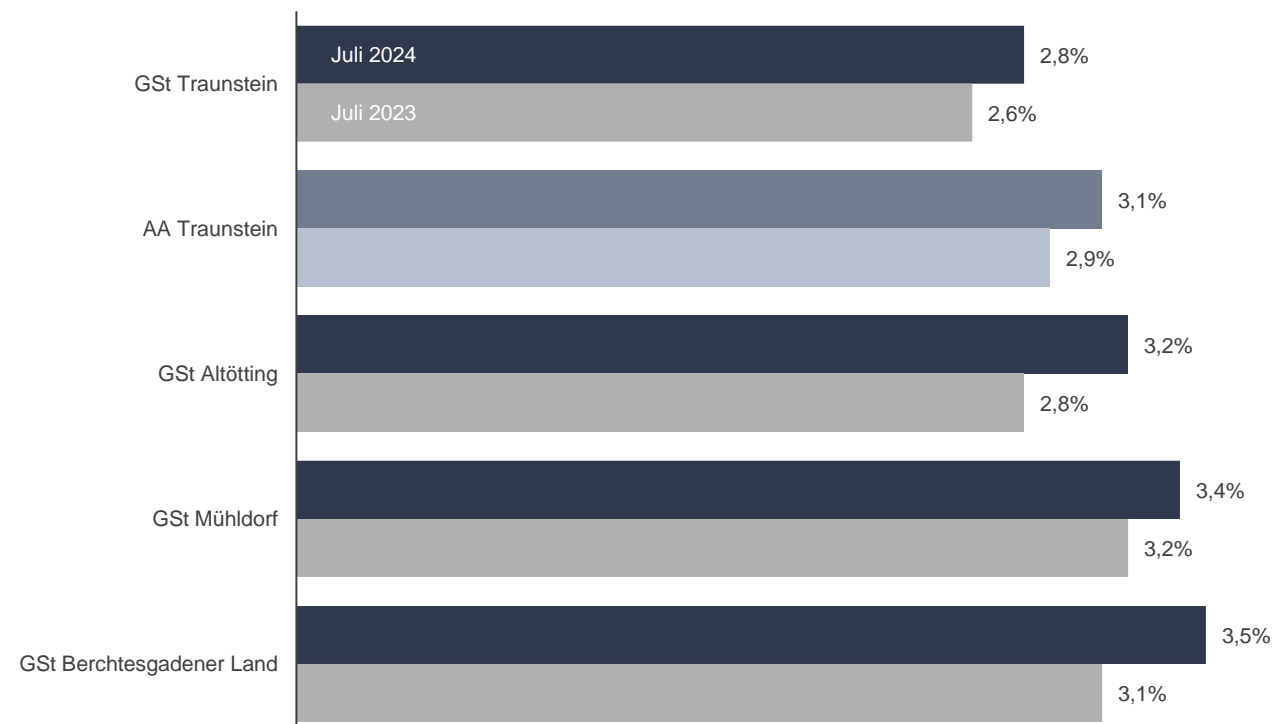 GSt Traunstein
Juli 2024
2,8%
Juli 2023
2,6%
AA Traunstein
3,1%
2,9%
GSt Altötting
3,2%
2,8%
GSt Mühldorf
3,4%
3,2%
GSt Berchtesgadener Land
3,5%
3,1%